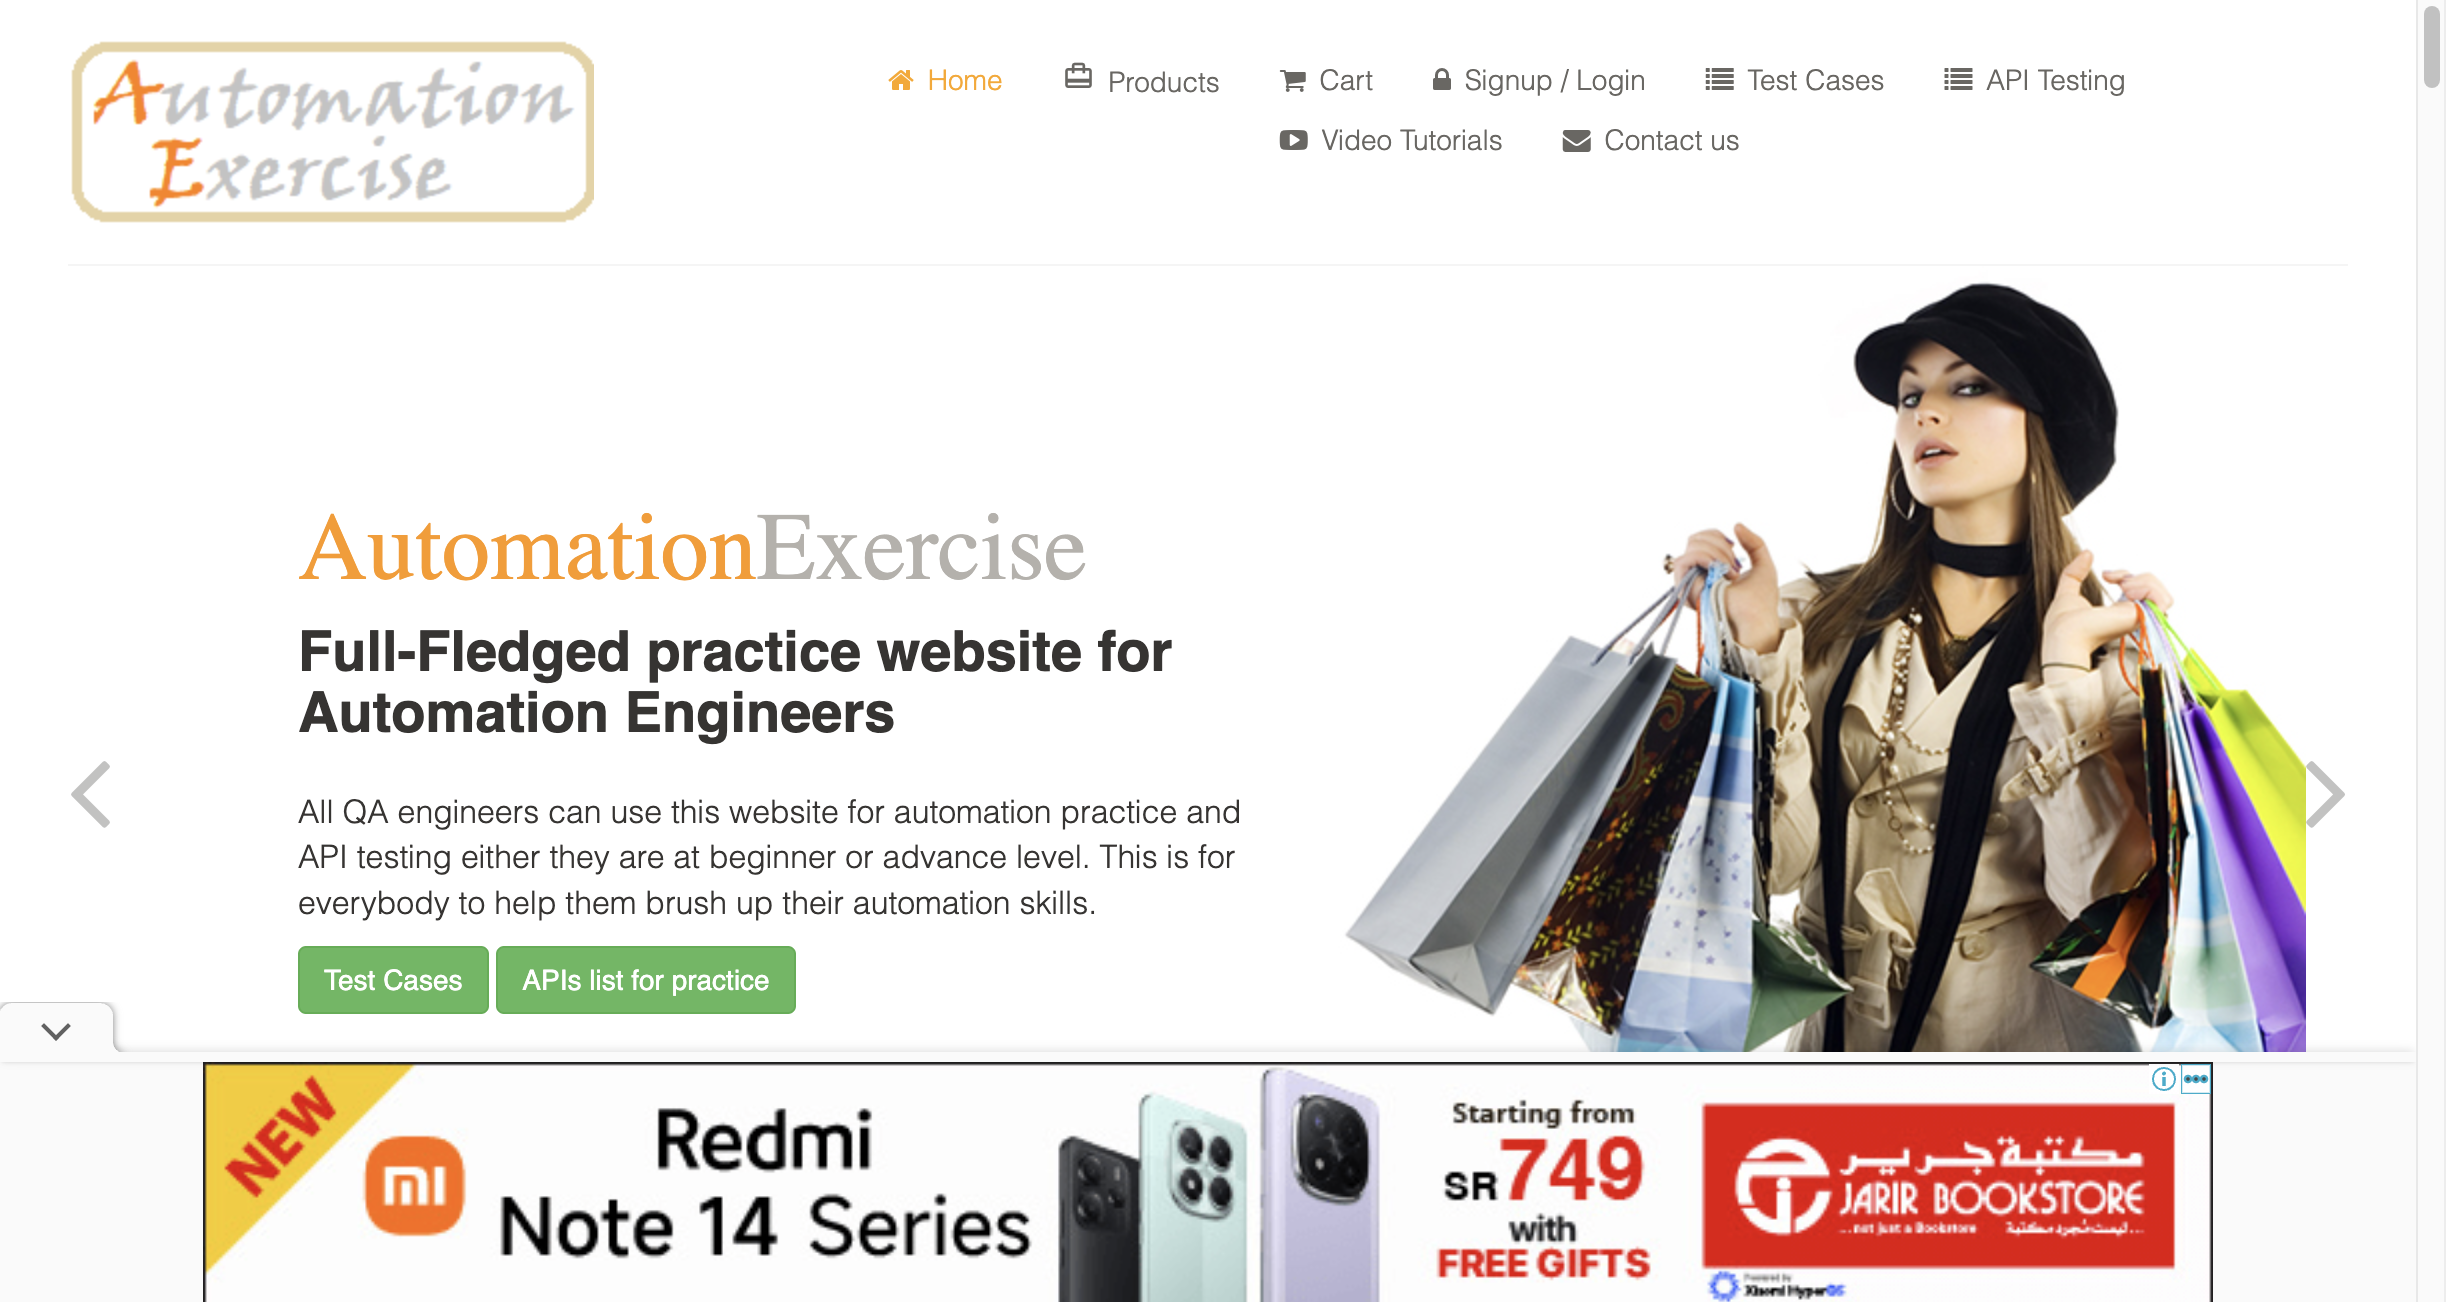 Automation
Exercise
Home
Products
Cart
Signup / Login
Test Cases
API Testing
Video Tutorials
Contact us
AutomationExercise
Full-Fledged practice website for
Automation Engineers
All QA engineers can use this website for automation practice and
API testing either they are at beginner or advance level. This is for
everybody to help them brush up their automation skills.
Test Cases
APIs list for practice
NEW
mi
Redmi
Note 14 Series
Starting from
SR749
with
FREE GIFTS
مكتبة جرير
JARIR BOOKSTORE
...not just a Bookstore
...ليست مجرد مكتبة
Powered by
Xiaomi HyperOS